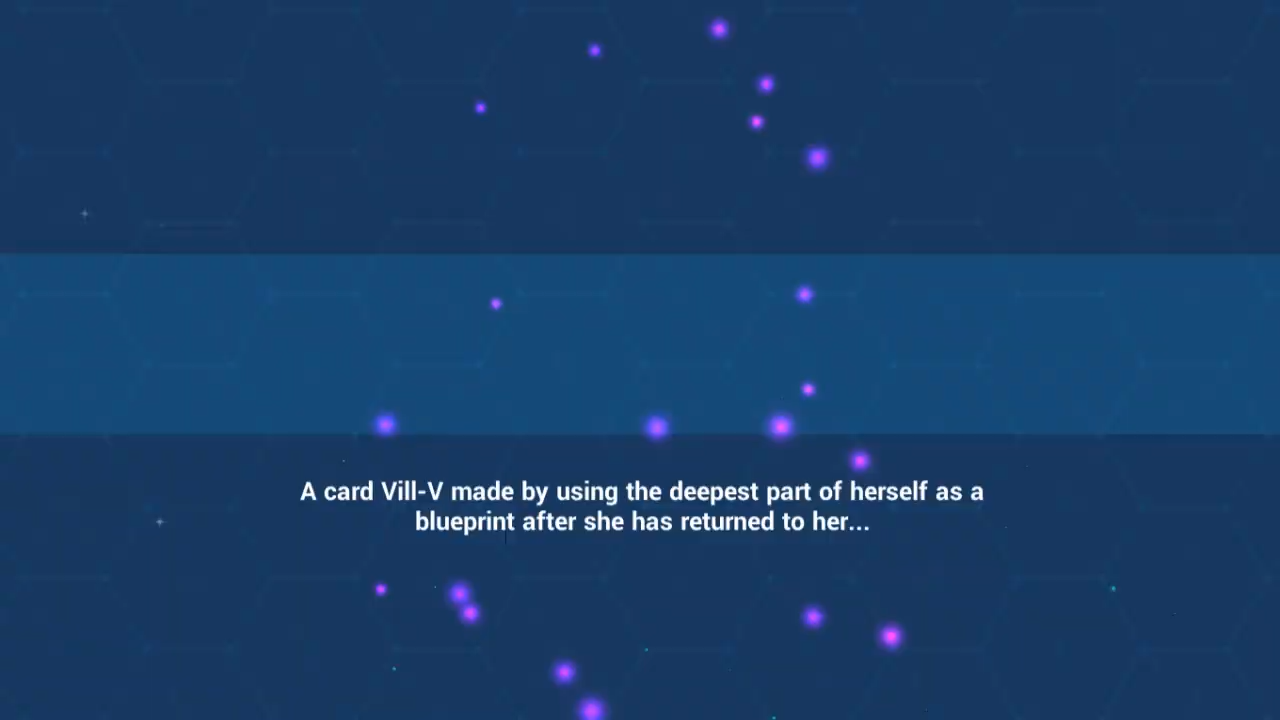 A card Vill-V made by using the deepest part of herself as a
blueprint after she has returned to her...